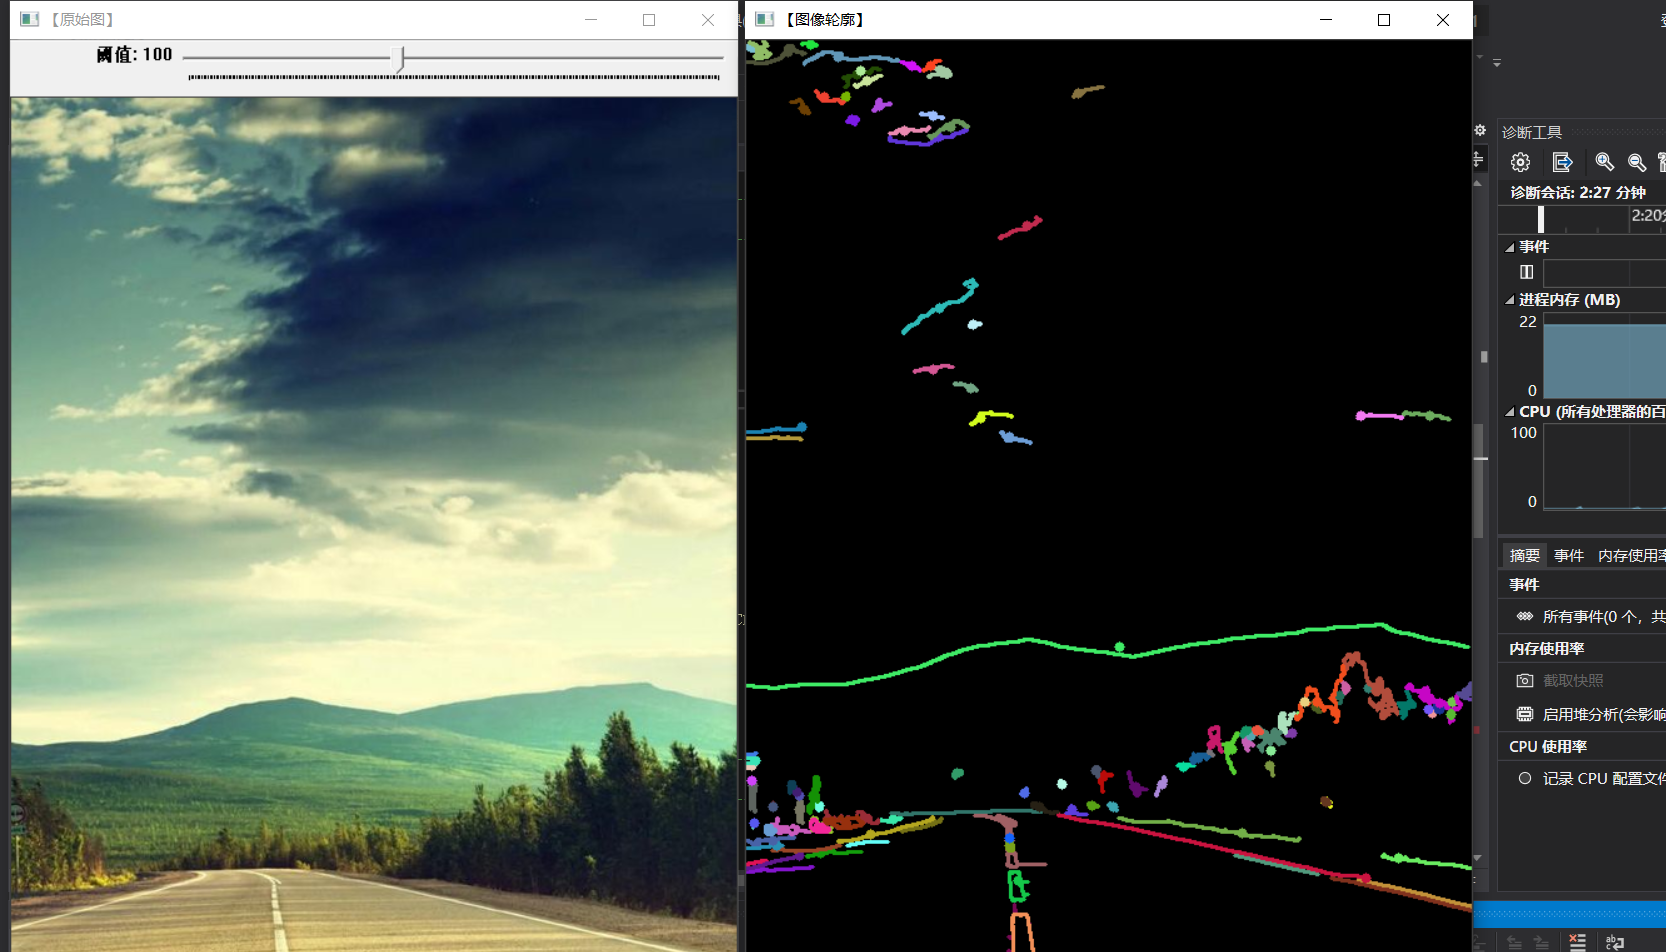 【原始图】
阈值: 100
【图像轮廓】
诊断工具
诊断会话: 2:27 分钟
2:20
事件
进程内存 (MB)
22
0
CPU (所有处理器的百
100
0
摘要 事件 内存使用率
事件
所有事件(0 个，共
内存使用率
截取快照
启用堆分析(会影响
CPU 使用率
记录 CPU 配置文件